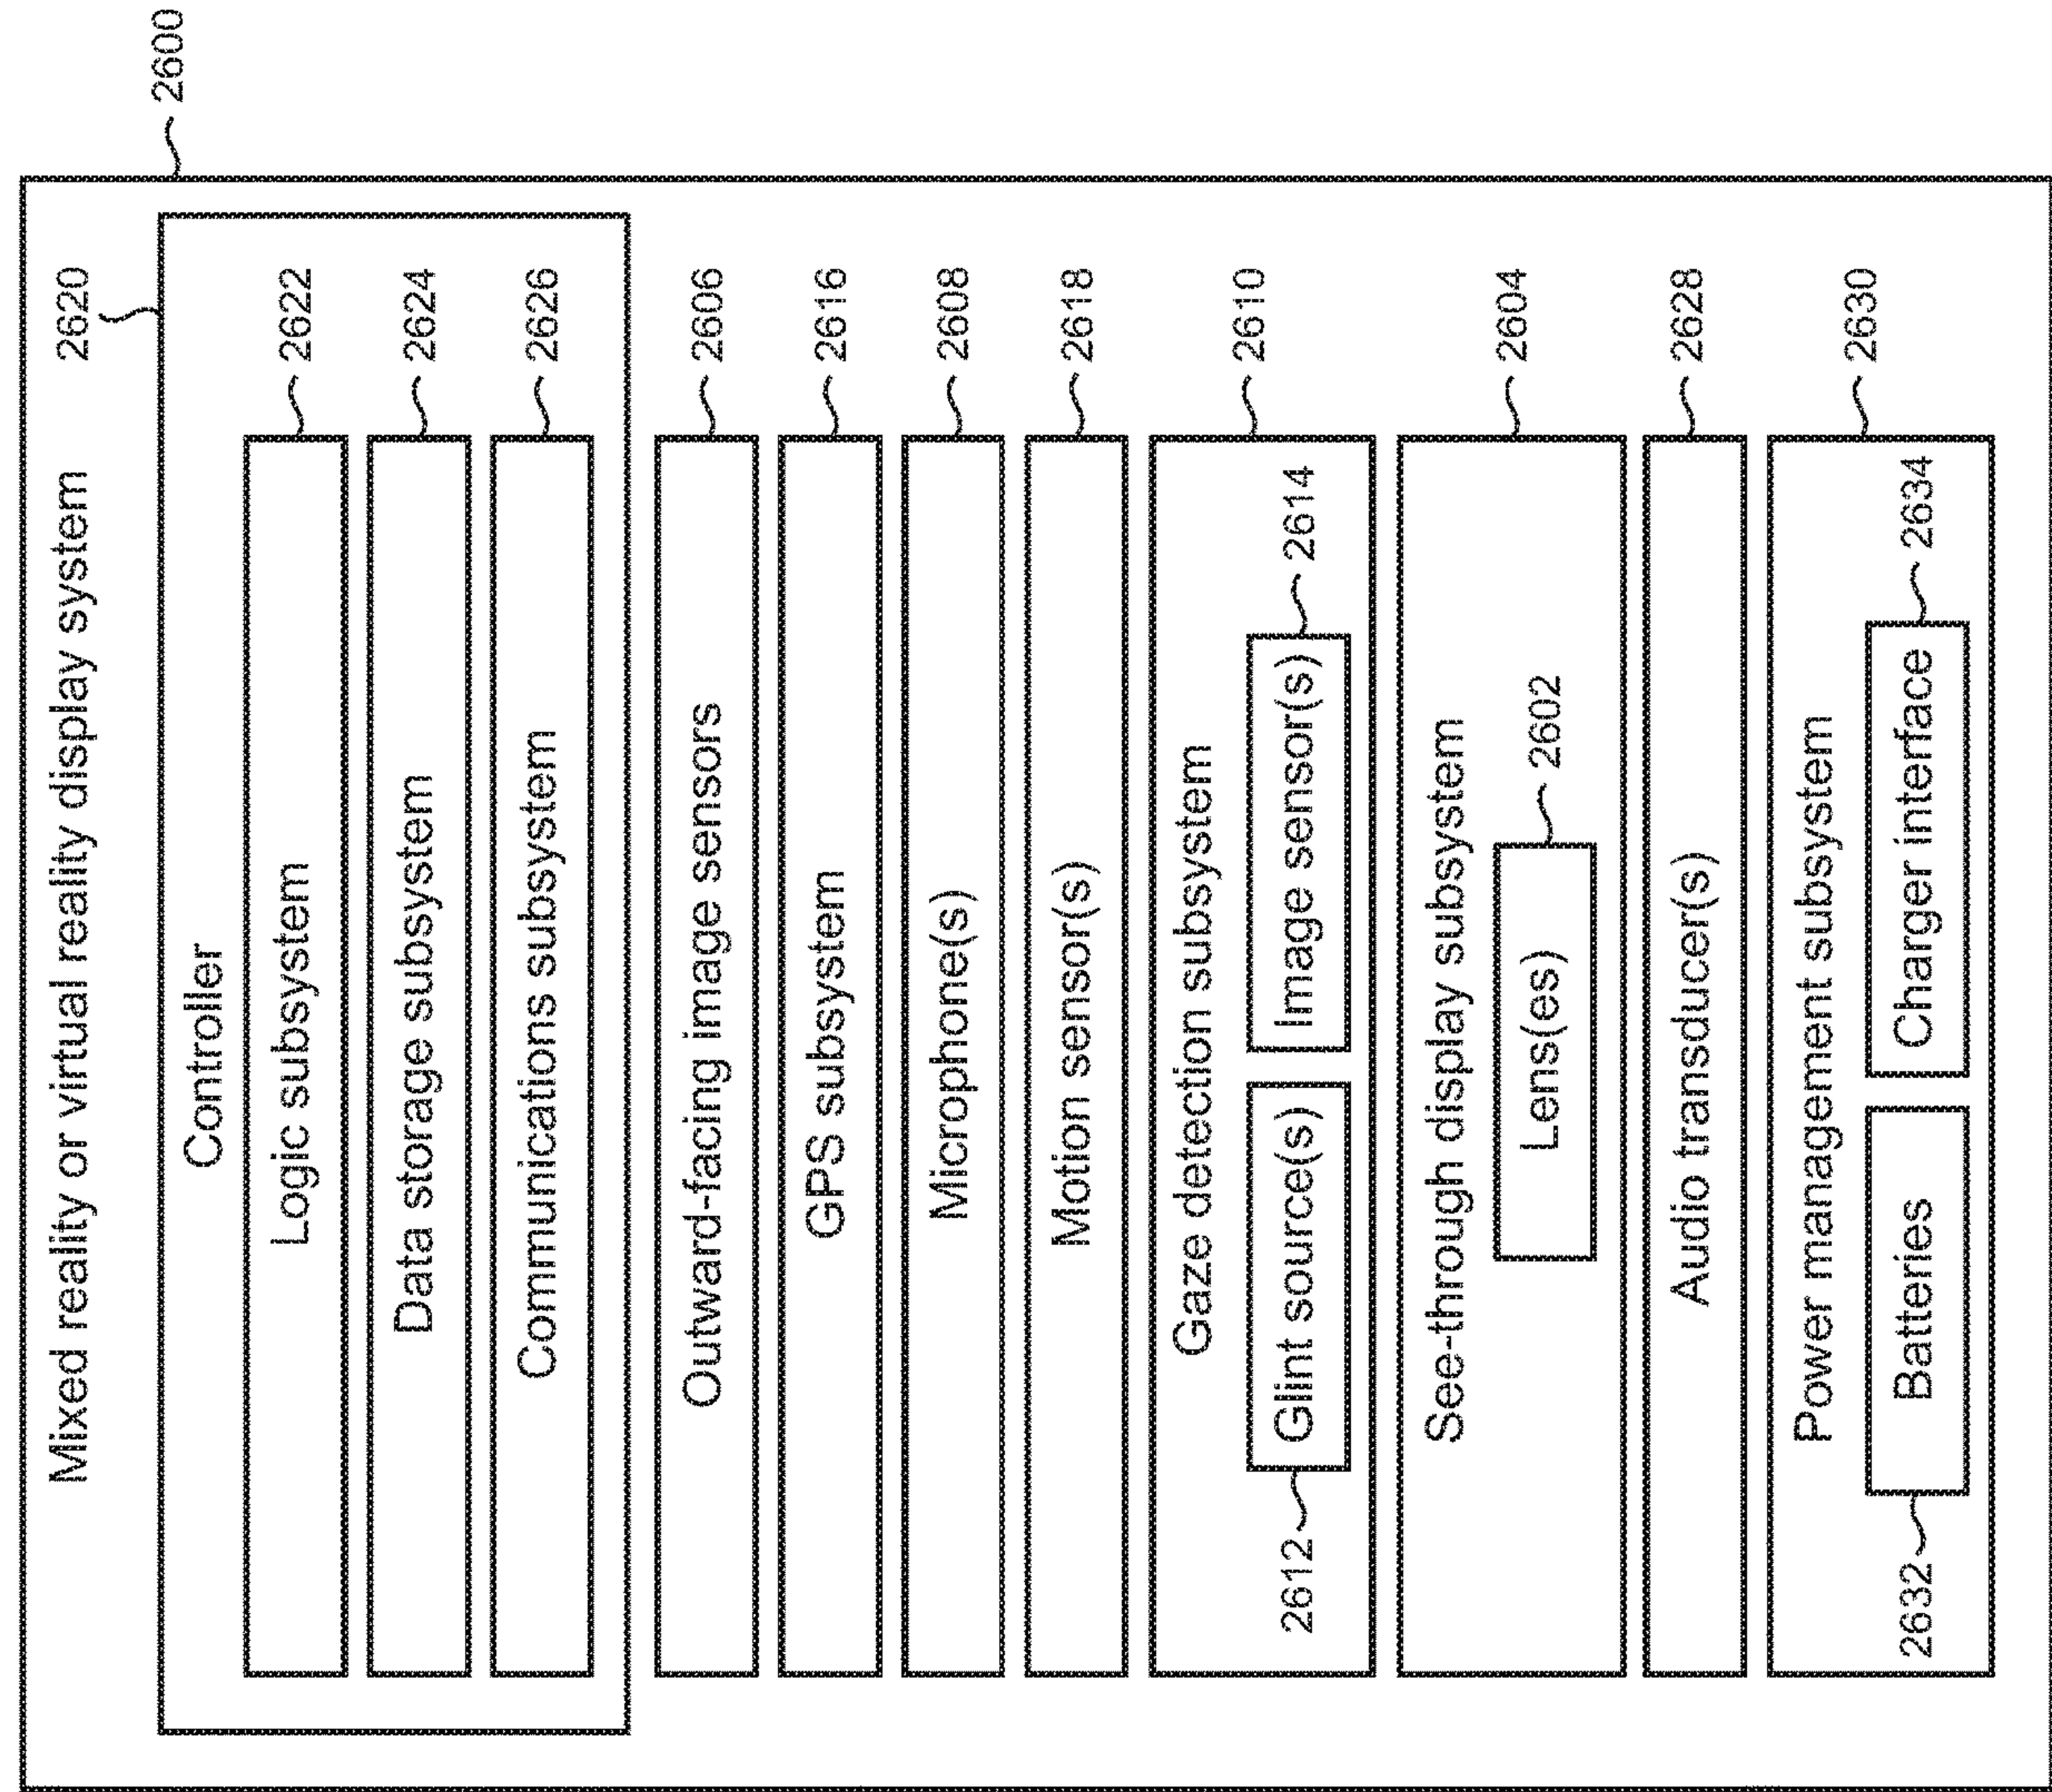 2600
Mixed reality or virtual reality display system 2620
Controller
Logic subsystem 2622
Data storage subsystem 2624
Communications subsystem 2626
Outward-facing image sensors 2606
GPS subsystem 2616
Microphone(s) 2608
Motion sensor(s) 2618
Gaze detection subsystem 2610
2612 Glint source(s) Image sensor(s) 2614
See-through display subsystem 2604
Lens(es) 2602
Audio transducer(s) 2628
Power management subsystem 2630
2632 Batteries Charger interface 2634